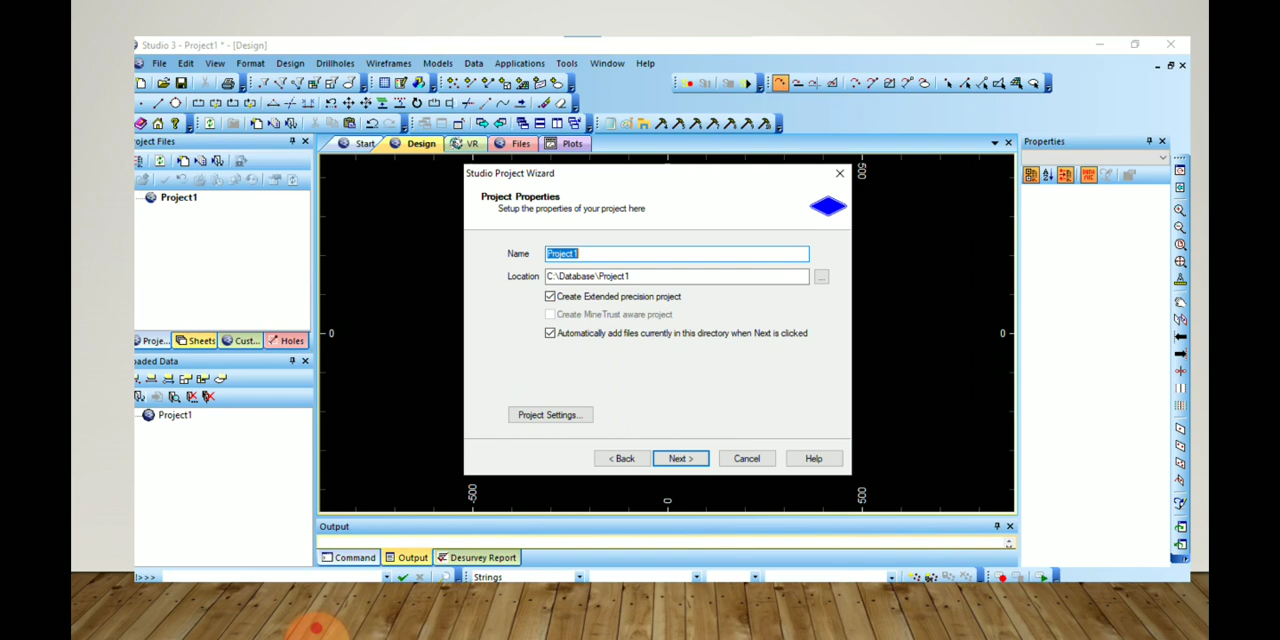 Studio 3 - Project1 * - [Design]
File Edit View Format Design Drillholes Wireframes Models Data Applications Tools Window Help
oject Files
Start Design VR Files Plots
Properties
Project1
Studio Project Wizard
Project Properties
Setup the properties of your project here
Name Project1
Location C:\Database\Project1 ...
Create Extended precision project
Create MineTrust aware project
Automatically add files currently in this directory when Next is clicked
Project Settings...
< Back Next > Cancel Help
500
0
0
-500 0 500
Proje... Sheets Cust... Holes
oaded Data
Project1
Output
Command Output Desurvey Report
!>>> Strings